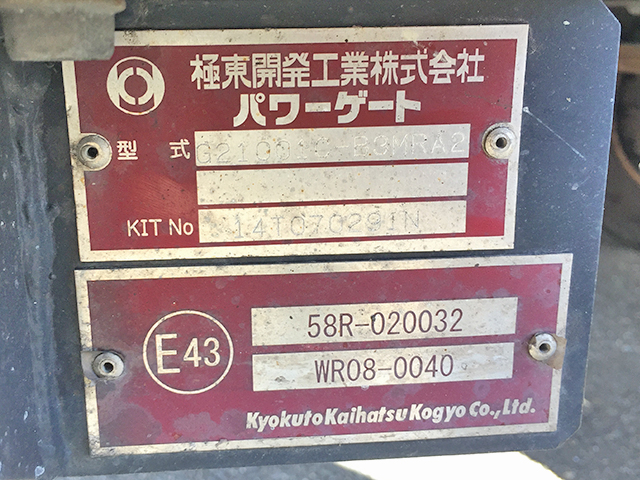 極東開発工業株式会社
パワーゲート
型式
KIT No 14T070291N
E43
58R-020032
WR08-0040
Kyokuto Kaihatsu Kogyo Co., Ltd.